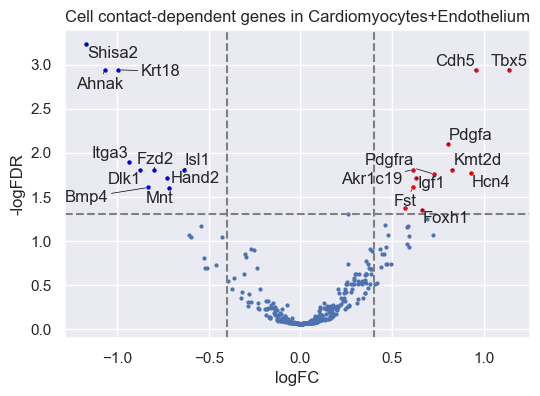 Cell contact-dependent genes in Cardiomyocytes+Endothelium
Shisa2
Cdh5 Tbx5
3.0
Krt18
Ahnak
2.5
Pdgfa
2.0
Itga3 Fzd2 Isl1 Pdgfra Kmt2d
Dlk1 Hand2 Akr1c19 Igf1 Hcn4
1.5
Bmp4 Mnt Fst
Foxh1
1.0
0.5
0.0
-logFDR
−1.0 −0.5 0.0 0.5 1.0
logFC